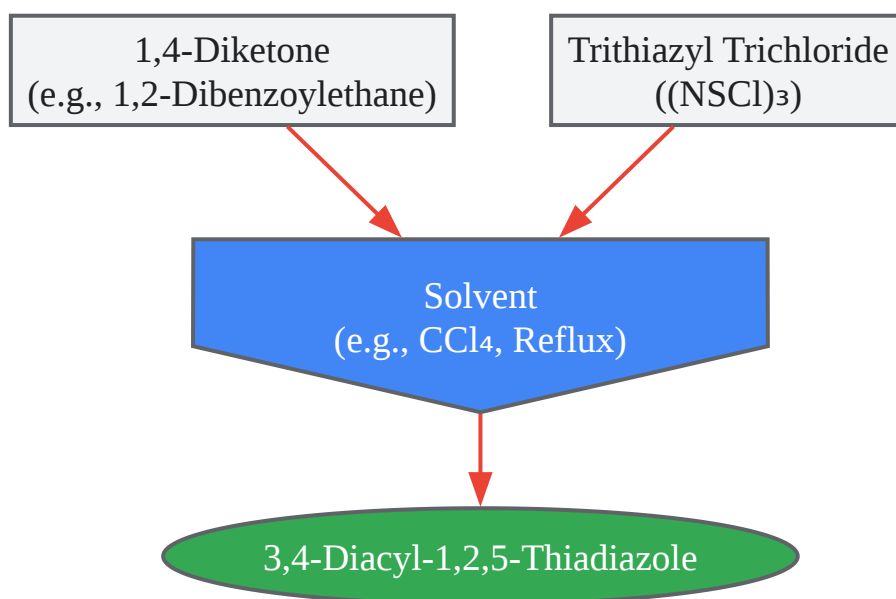 1,4-Diketone
(e.g., 1,2-Dibenzoylethane)
Trithiazyl Trichloride
((NSCl)₃)
Solvent
(e.g., CCl₄, Reflux)
3,4-Diacyl-1,2,5-Thiadiazole